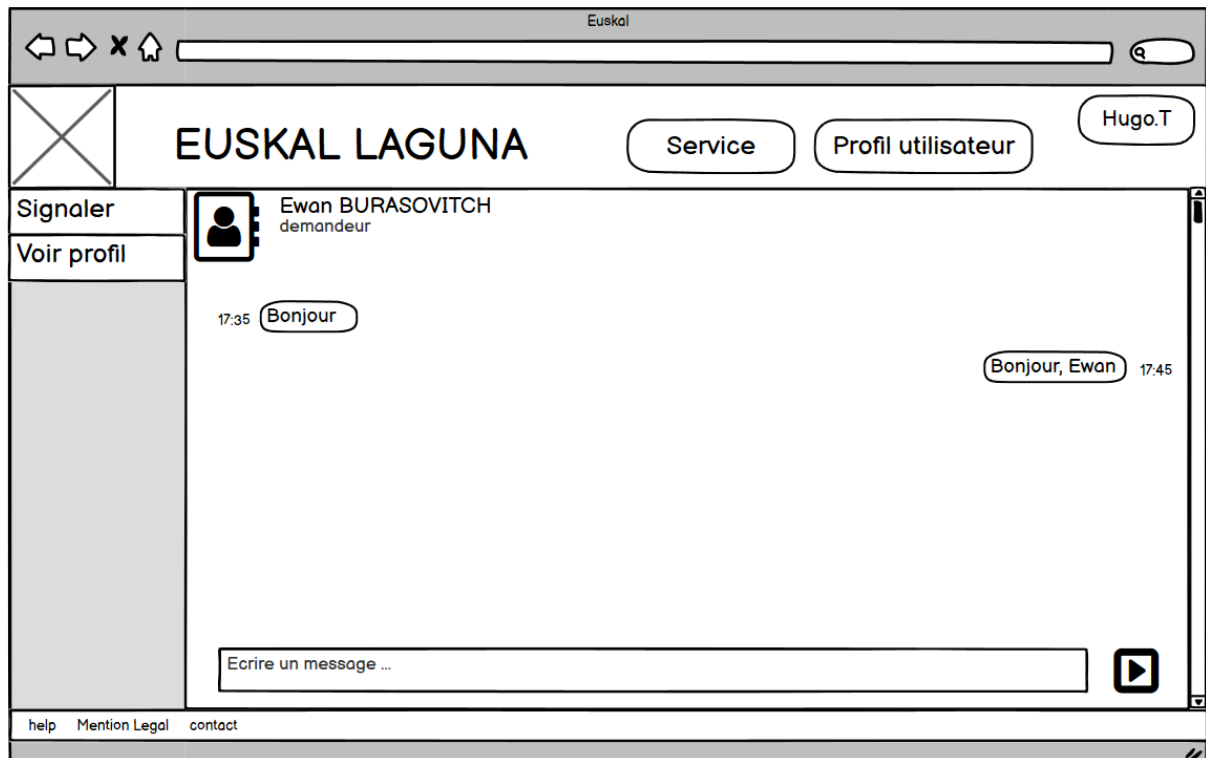 Euskal
EUSKAL LAGUNA
Service
Profil utilisateur
Hugo.T
Signaler
Voir profil
Ewan BURASOVITCH
demandeur
17:35 Bonjour
Bonjour, Ewan 17:45
Ecrire un message ...
help Mention Legal contact